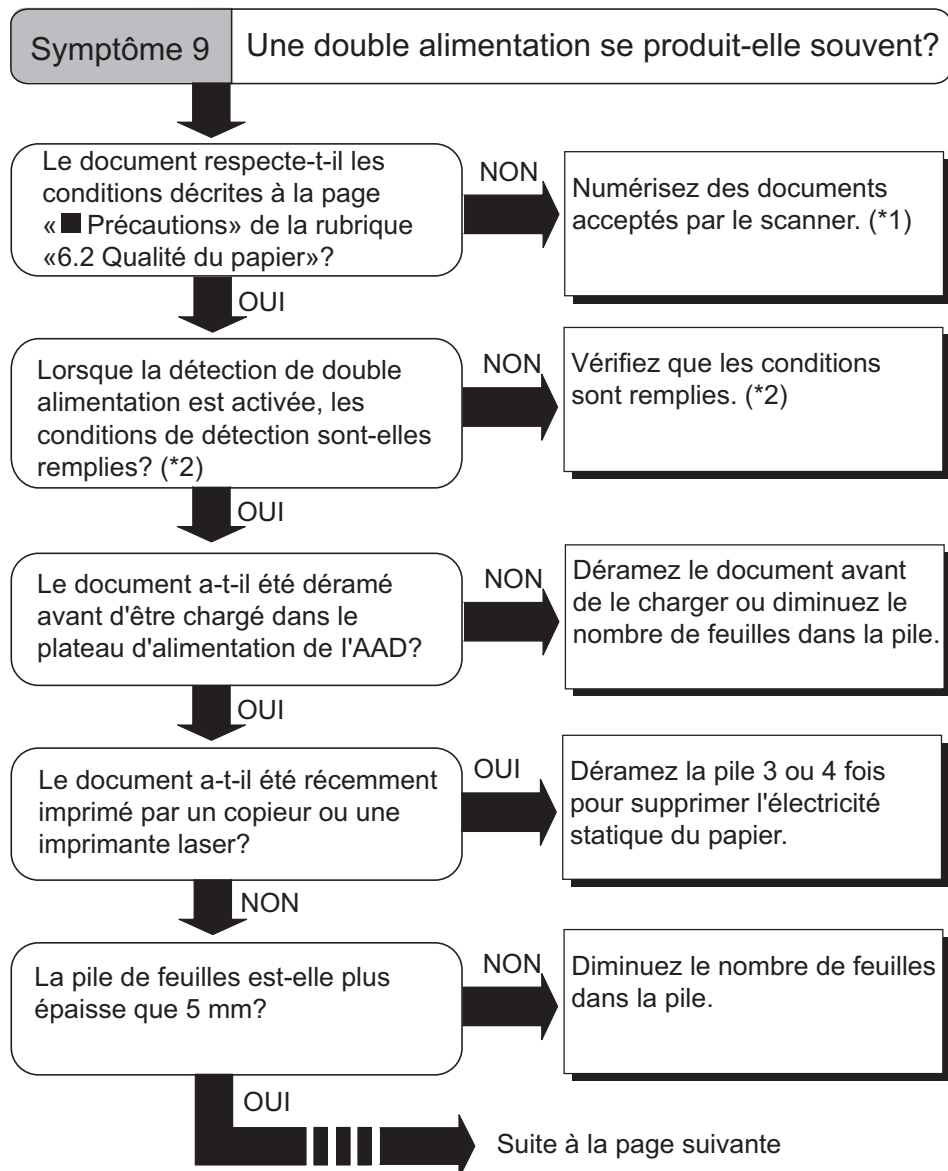 Symptôme 9
Une double alimentation se produit-elle souvent?
Le document respecte-t-il les
conditions décrites à la page
« ■ Précautions» de la rubrique
«6.2 Qualité du papier»?
NON
Numérisez des documents
acceptés par le scanner. (*1)
OUI
Lorsque la détection de double
alimentation est activée, les
conditions de détection sont-elles
remplies? (*2)
NON
Vérifiez que les conditions
sont remplies. (*2)
OUI
Le document a-t-il été déramé
avant d'être chargé dans le
plateau d'alimentation de l'AAD?
NON
Déramez le document avant
de le charger ou diminuez le
nombre de feuilles dans la pile.
OUI
Le document a-t-il été récemment
imprimé par un copieur ou une
imprimante laser?
OUI
Déramez la pile 3 ou 4 fois
pour supprimer l'électricité
statique du papier.
NON
La pile de feuilles est-elle plus
épaisse que 5 mm?
NON
Diminuez le nombre de feuilles
dans la pile.
OUI
Suite à la page suivante